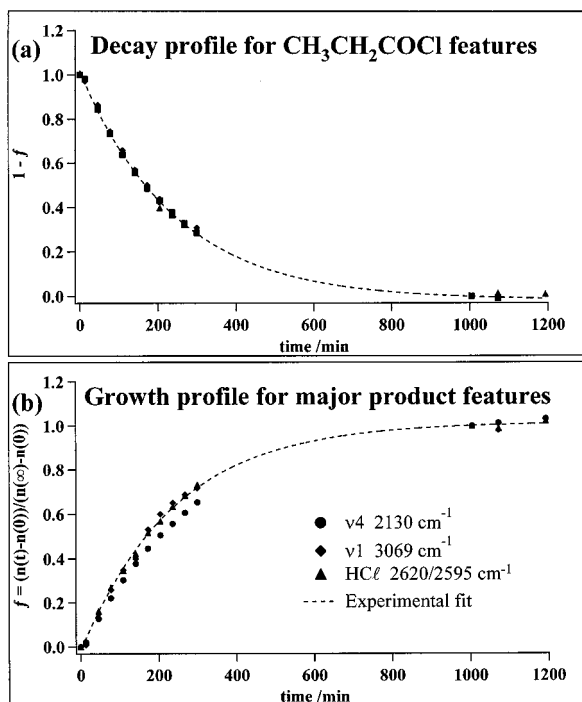 (a) Decay profile for CH₃CH₂COCl features
1 - f
1.2
1.0
0.8
0.6
0.4
0.2
0.0
0 200 400 600 800 1000 1200
time /min
(b) Growth profile for major product features
f = (n(t)-n(0))/(n(∞)-n(0))
1.2
1.0
0.8
0.6
0.4
0.2
0.0
ν4 2130 cm⁻¹
ν1 3069 cm⁻¹
HCℓ 2620/2595 cm⁻¹
Experimental fit
0 200 400 600 800 1000 1200
time /min